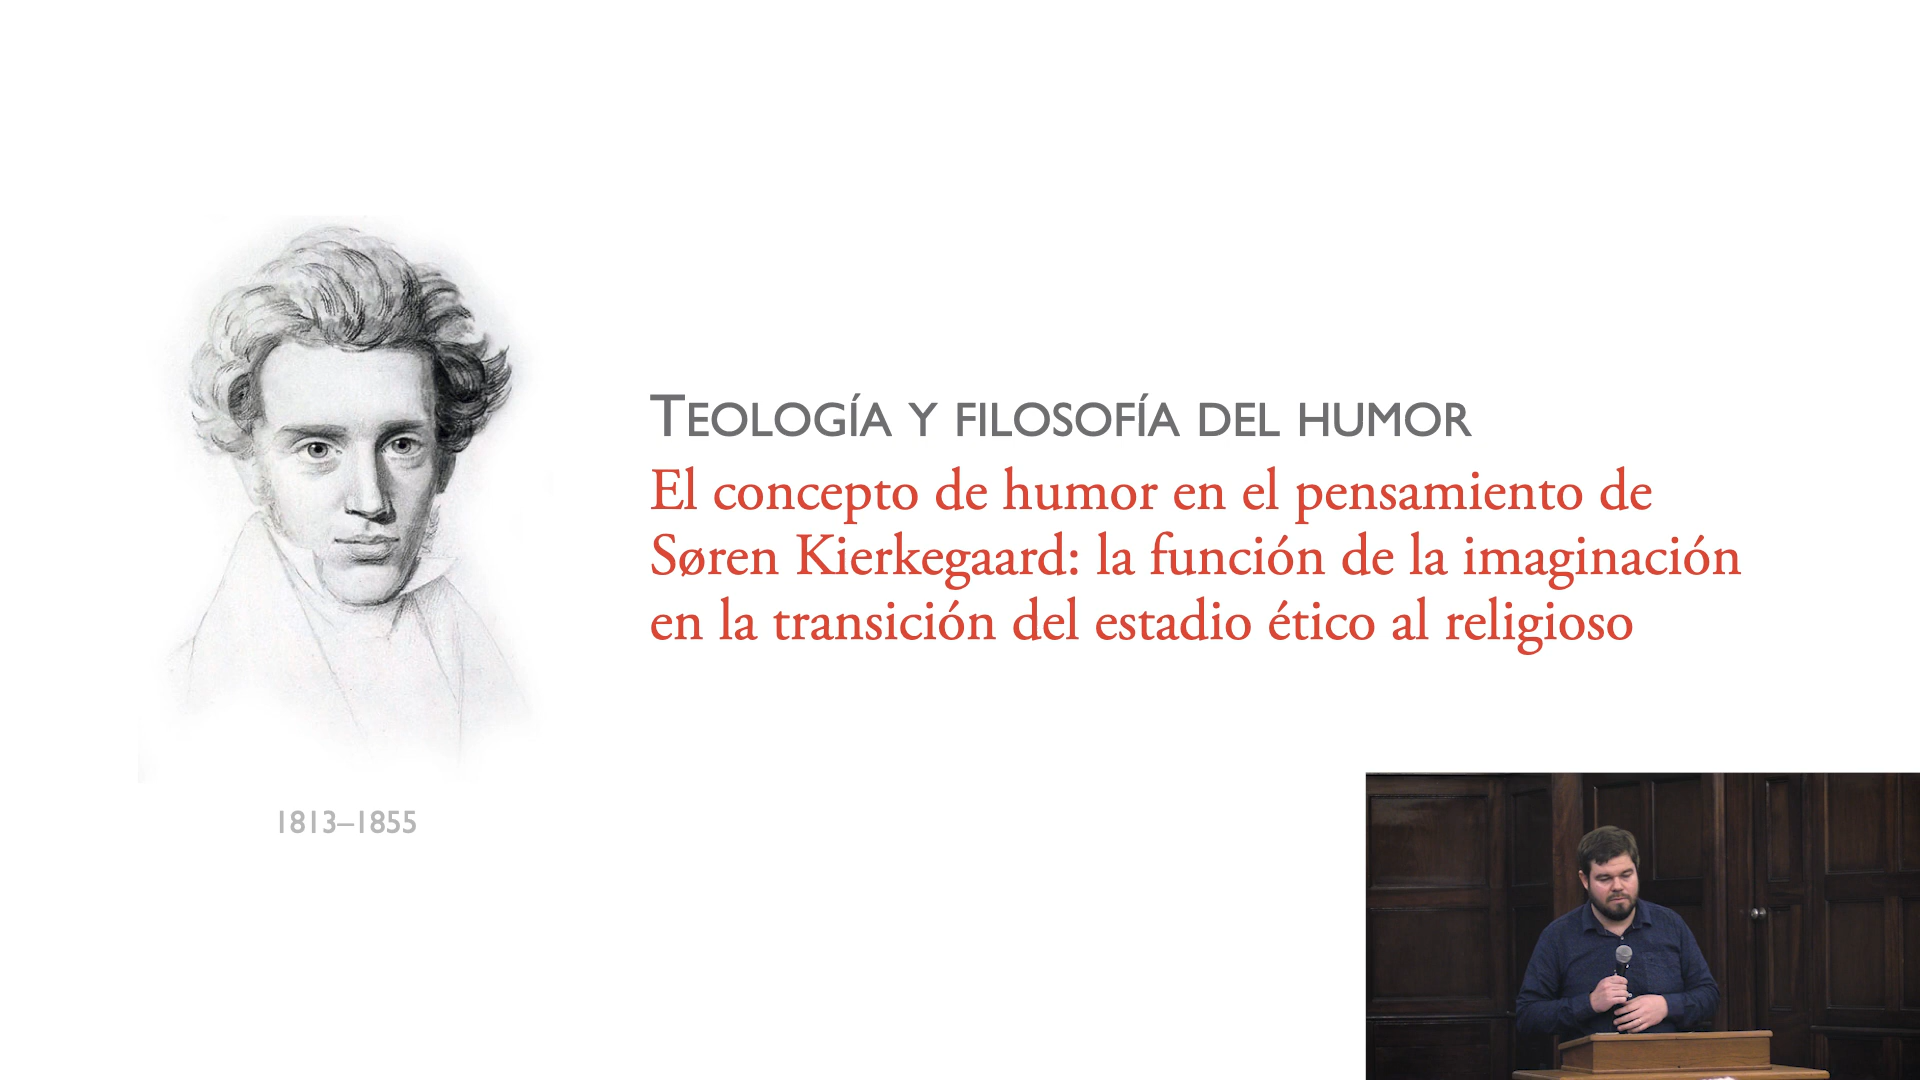 TEOLOGÍA Y FILOSOFÍA DEL HUMOR
El concepto de humor en el pensamiento de
Søren Kierkegaard: la función de la imaginación
en la transición del estadio ético al religioso
1813–1855